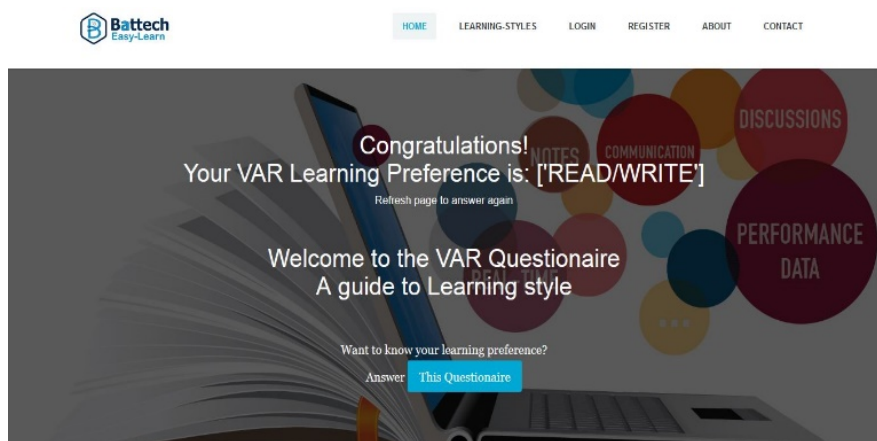 Battech
Easy-Learn
HOME LEARNING-STYLES LOGIN REGISTER ABOUT CONTACT
DISCUSSIONS
NOTES COMMUNICATION
Congratulations!
Your VAR Learning Preference is: ['READ/WRITE']
Refresh page to answer again
PERFORMANCE
DATA
REAL-TIME
Welcome to the VAR Questionaire
A guide to Learning style
Want to know your learning preference?
Answer This Questionaire